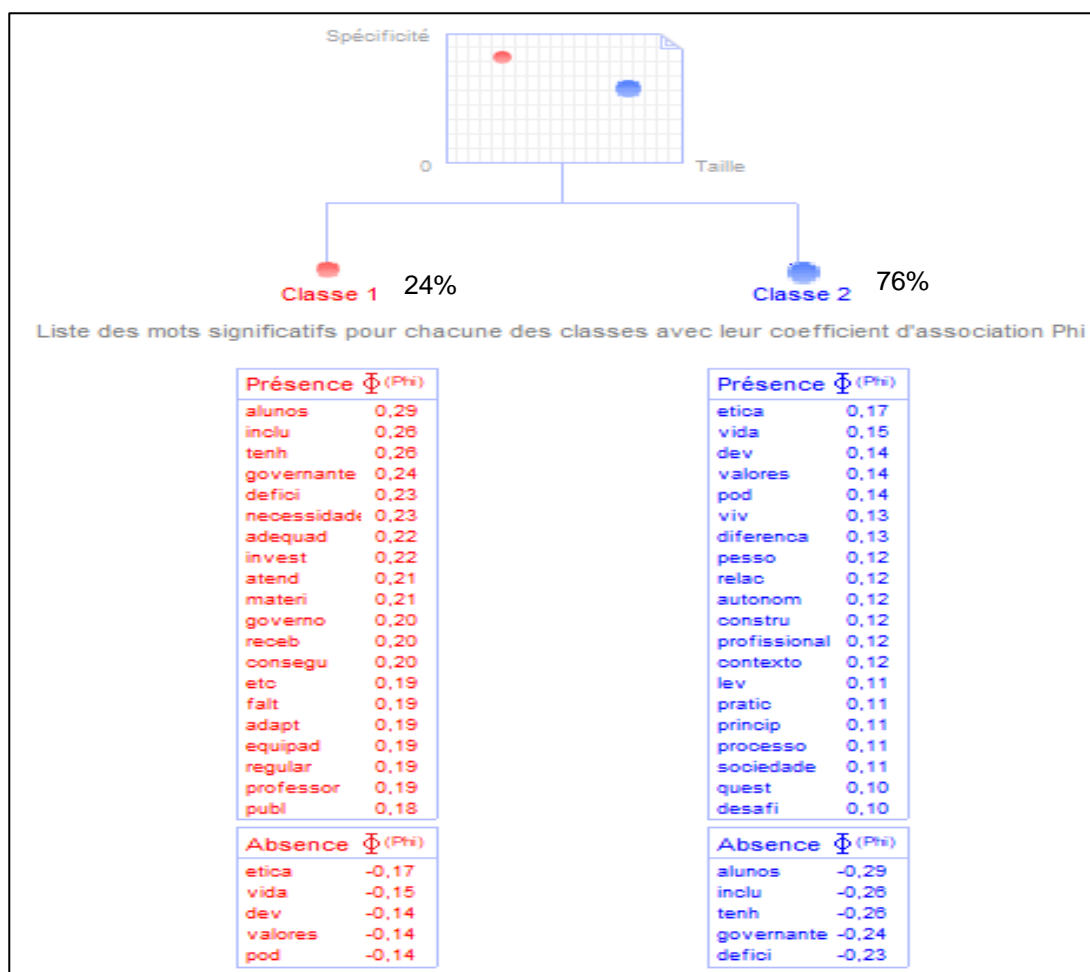 Spécificité
0
Taille
Classe 1 24%
Classe 2 76%
Liste des mots significatifs pour chacune des classes avec leur coefficient d'association Phi
Présence Φ (Phi)
alunos 0,29
inclu 0,26
tenh 0,26
governante 0,24
defici 0,23
necessidade 0,23
adequad 0,22
invest 0,22
atend 0,21
materi 0,21
governo 0,20
receb 0,20
consegu 0,20
etc 0,19
falt 0,19
adapt 0,19
equipad 0,19
regular 0,19
professor 0,19
publ 0,18
Absence Φ (Phi)
etica -0,17
vida -0,15
dev -0,14
valores -0,14
pod -0,14
Présence Φ (Phi)
etica 0,17
vida 0,15
dev 0,14
valores 0,14
pod 0,14
viv 0,13
diferenca 0,13
pesso 0,12
relac 0,12
autonom 0,12
constru 0,12
profissional 0,12
contexto 0,12
lev 0,11
pratic 0,11
princip 0,11
processo 0,11
sociedade 0,11
quest 0,10
desafi 0,10
Absence Φ (Phi)
alunos -0,29
inclu -0,26
tenh -0,26
governante -0,24
defici -0,23